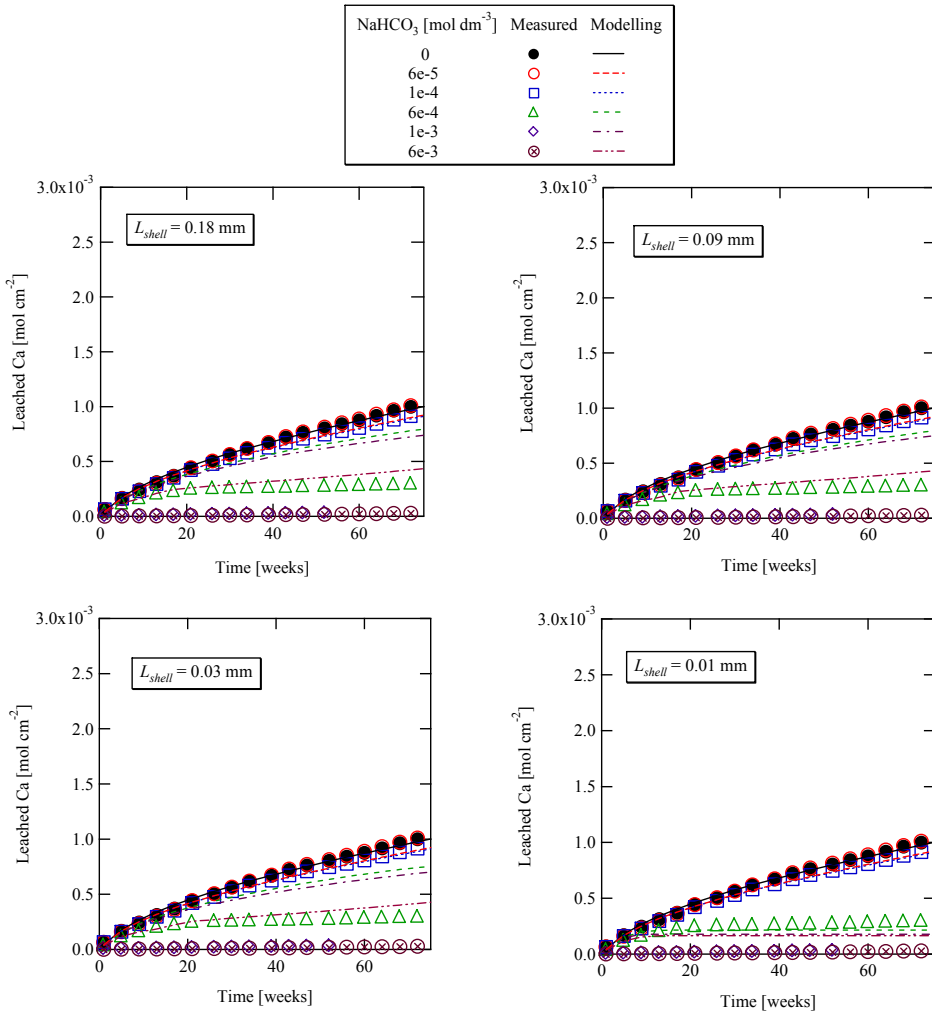 NaHCO3 [mol dm-3] Measured Modelling
0
6e-5
1e-4
6e-4
1e-3
6e-3
3.0x10-3
2.5
2.0
1.5
1.0
0.5
0.0
Leached Ca [mol cm-2]
Lshell = 0.18 mm
0 20 40 60
Time [weeks]
3.0x10-3
2.5
2.0
1.5
1.0
0.5
0.0
Leached Ca [mol cm-2]
Lshell = 0.09 mm
0 20 40 60
Time [weeks]
3.0x10-3
2.5
2.0
1.5
1.0
0.5
0.0
Leached Ca [mol cm-2]
Lshell = 0.03 mm
0 20 40 60
Time [weeks]
3.0x10-3
2.5
2.0
1.5
1.0
0.5
0.0
Leached Ca [mol cm-2]
Lshell = 0.01 mm
0 20 40 60
Time [weeks]